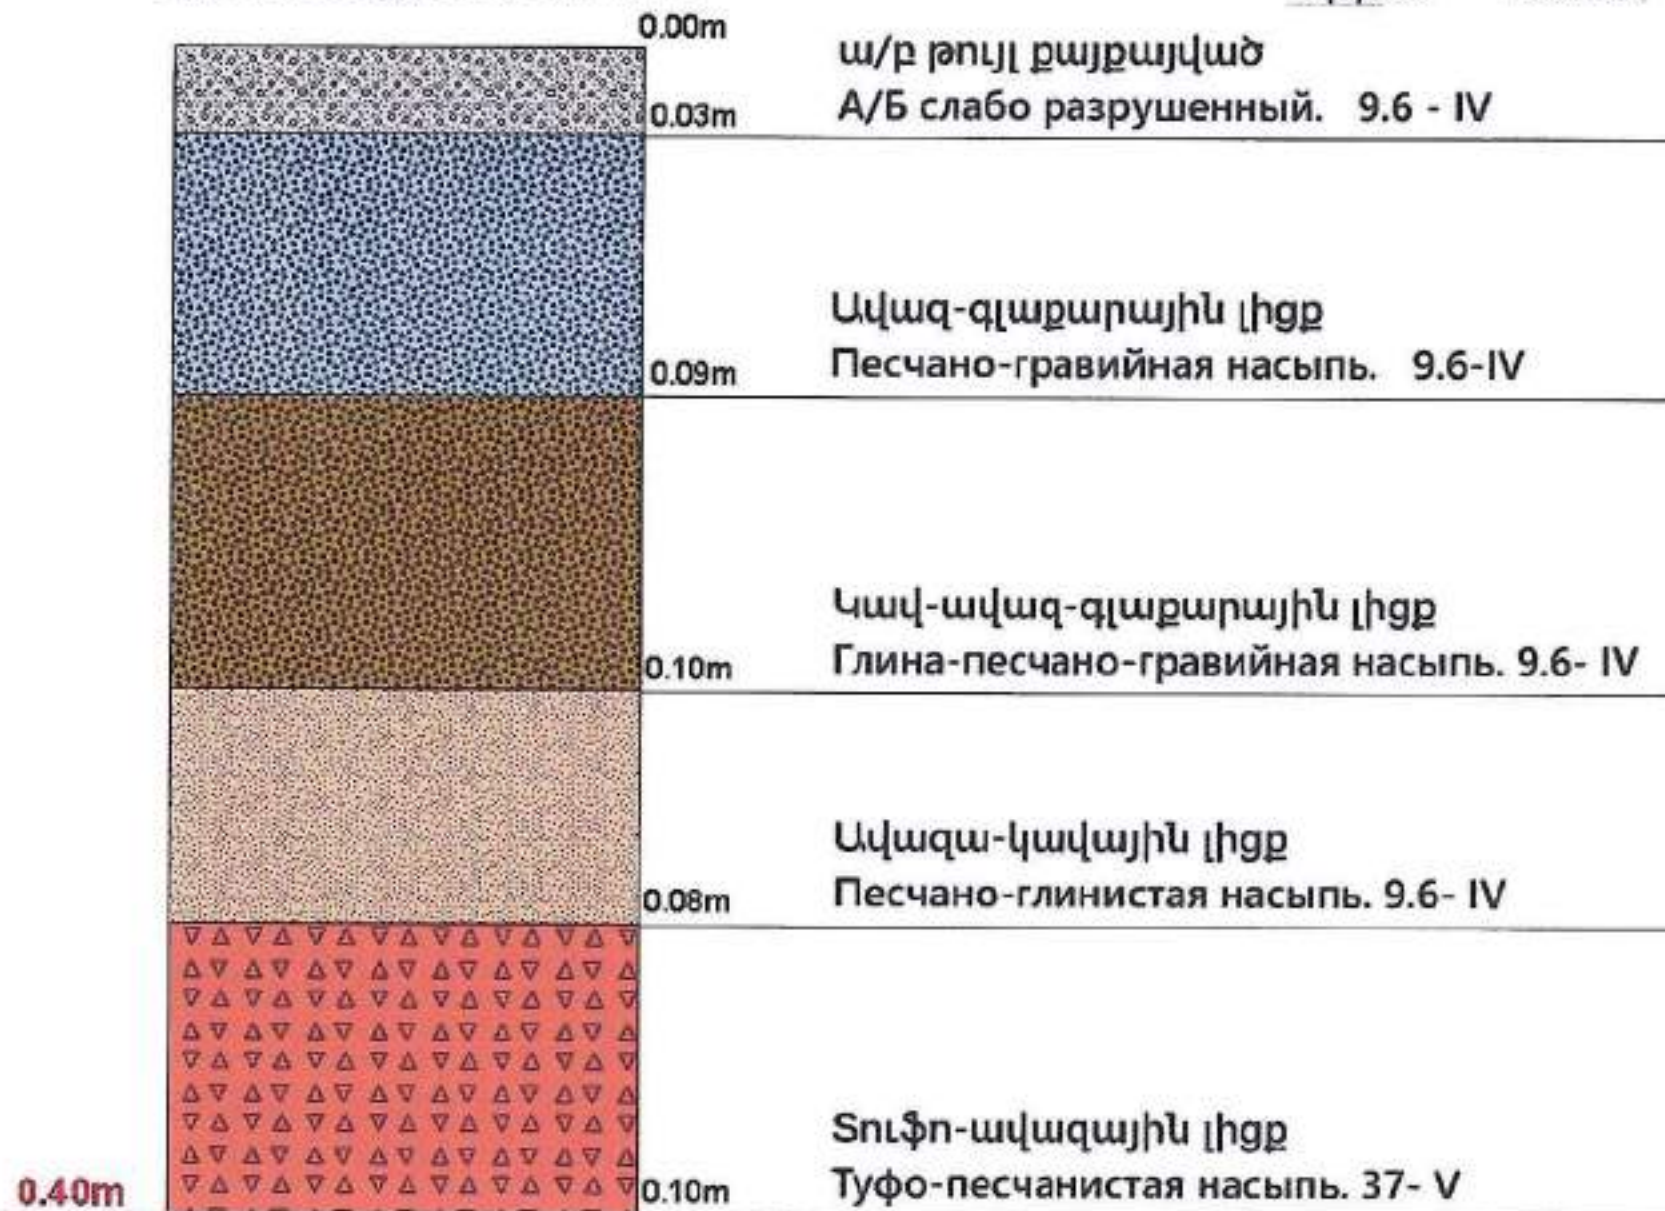 0.00m
ա/բ թույլ քայքայված
0.03m
А/Б слабо разрушенный. 9.6 - IV
Ավազ-գլաքարային լիցք
0.09m
Песчано-гравийная насыпь. 9.6-IV
Կավ-ավազ-գլաքարային լիցք
0.10m
Глина-песчано-гравийная насыпь. 9.6- IV
Ավազա-կավային լիցք
0.08m
Песчано-глинистая насыпь. 9.6- IV
Տուֆո-ավազային լիցք
0.40m
0.10m
Туфо-песчанистая насыпь. 37- V